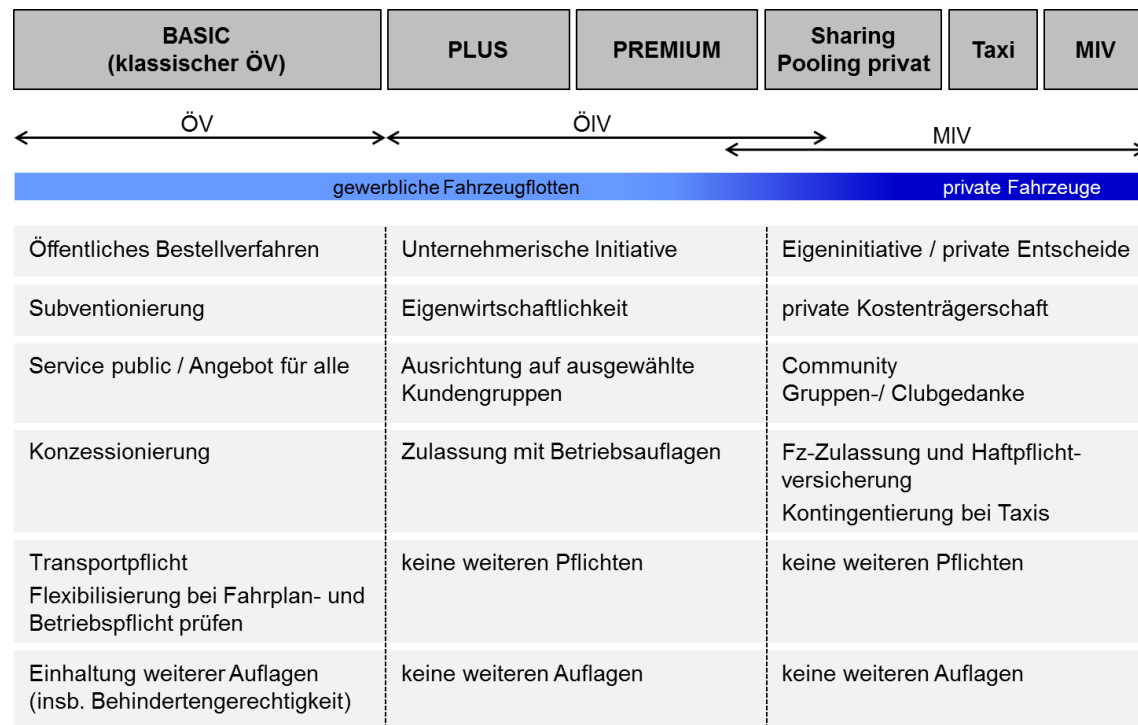 BASIC
(klassischer ÖV)
PLUS
PREMIUM
Sharing
Pooling privat
Taxi
MIV
ÖV
ÖIV
MIV
gewerbliche Fahrzeugflotten
private Fahrzeuge
Öffentliches Bestellverfahren
Unternehmerische Initiative
Eigeninitiative / private Entscheide
Subventionierung
Eigenwirtschaftlichkeit
private Kostenträgerschaft
Service public / Angebot für alle
Ausrichtung auf ausgewählte
Kundengruppen
Community
Gruppen-/ Clubgedanke
Konzessionierung
Zulassung mit Betriebsauflagen
Fz-Zulassung und Haftpflicht-
versicherung
Kontingentierung bei Taxis
Transportpflicht
Flexibilisierung bei Fahrplan- und
Betriebspflicht prüfen
keine weiteren Pflichten
keine weiteren Pflichten
Einhaltung weiterer Auflagen
(insb. Behindertengerechtigkeit)
keine weiteren Auflagen
keine weiteren Auflagen